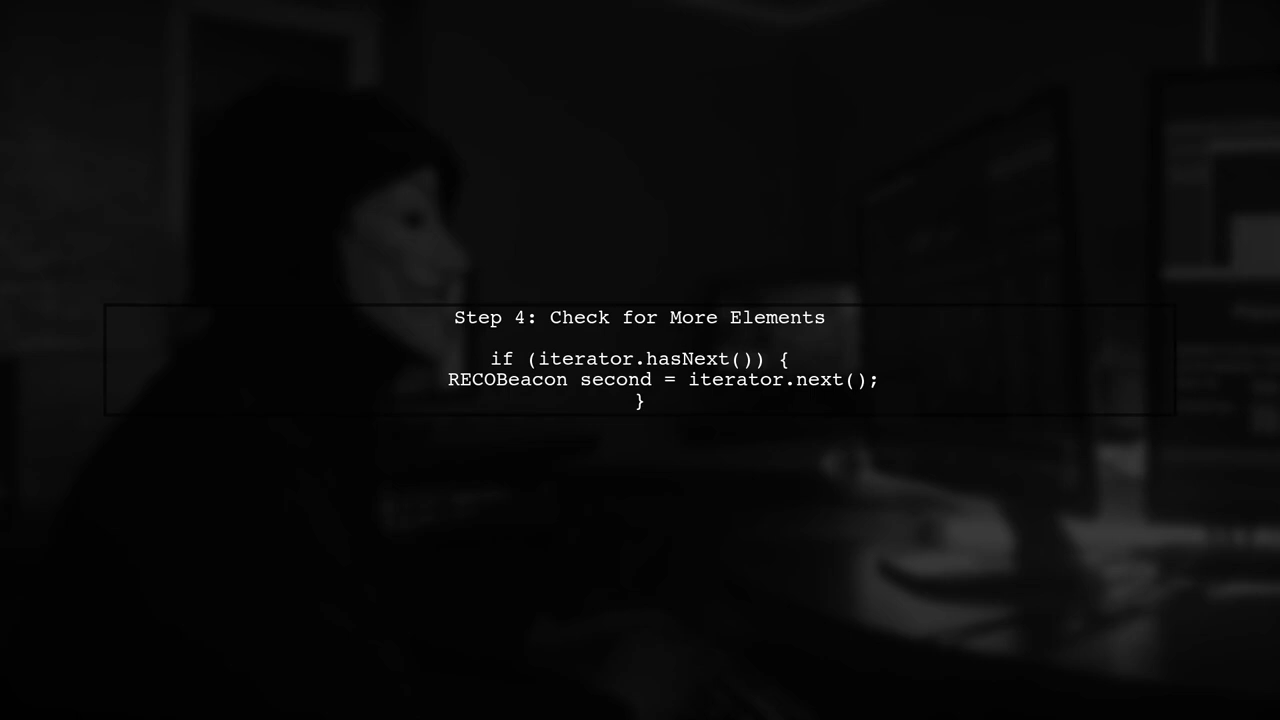 Step 4: Check for More Elements
if (iterator.hasNext()) {
RECOBeacon second = iterator.next();
}